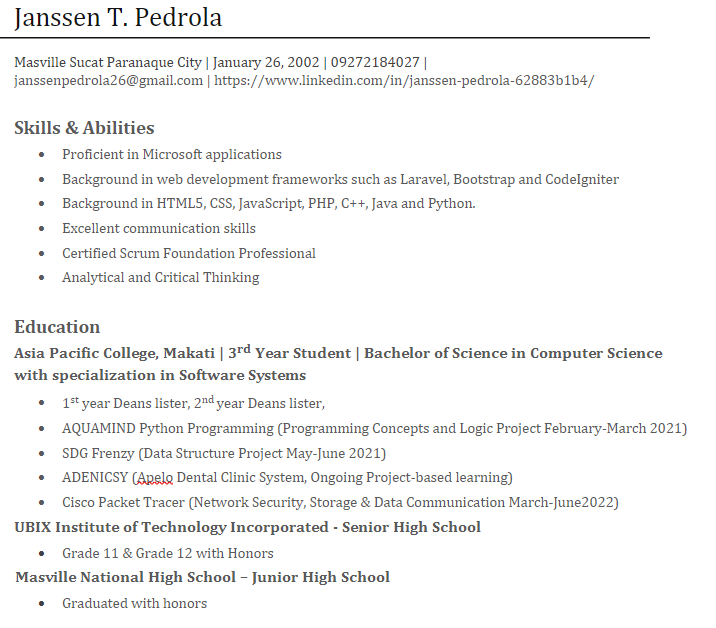 Janssen T. Pedrola
Masville Sucat Paranaque City | January 26, 2002 | 09272184027 |
janssenpedrola26@gmail.com | https://www.linkedin.com/in/janssen-pedrola-62883b1b4/
Skills & Abilities
• Proficient in Microsoft applications
• Background in web development frameworks such as Laravel, Bootstrap and CodeIgniter
• Background in HTML5, CSS, JavaScript, PHP, C++, Java and Python.
• Excellent communication skills
• Certified Scrum Foundation Professional
• Analytical and Critical Thinking
Education
Asia Pacific College, Makati | 3rd Year Student | Bachelor of Science in Computer Science
with specialization in Software Systems
• 1st year Deans lister, 2nd year Deans lister,
• AQUAMIND Python Programming (Programming Concepts and Logic Project February-March 2021)
• SDG Frenzy (Data Structure Project May-June 2021)
• ADENICSY (Apelo Dental Clinic System, Ongoing Project-based learning)
• Cisco Packet Tracer (Network Security, Storage & Data Communication March-June2022)
UBIX Institute of Technology Incorporated - Senior High School
• Grade 11 & Grade 12 with Honors
Masville National High School – Junior High School
• Graduated with honors